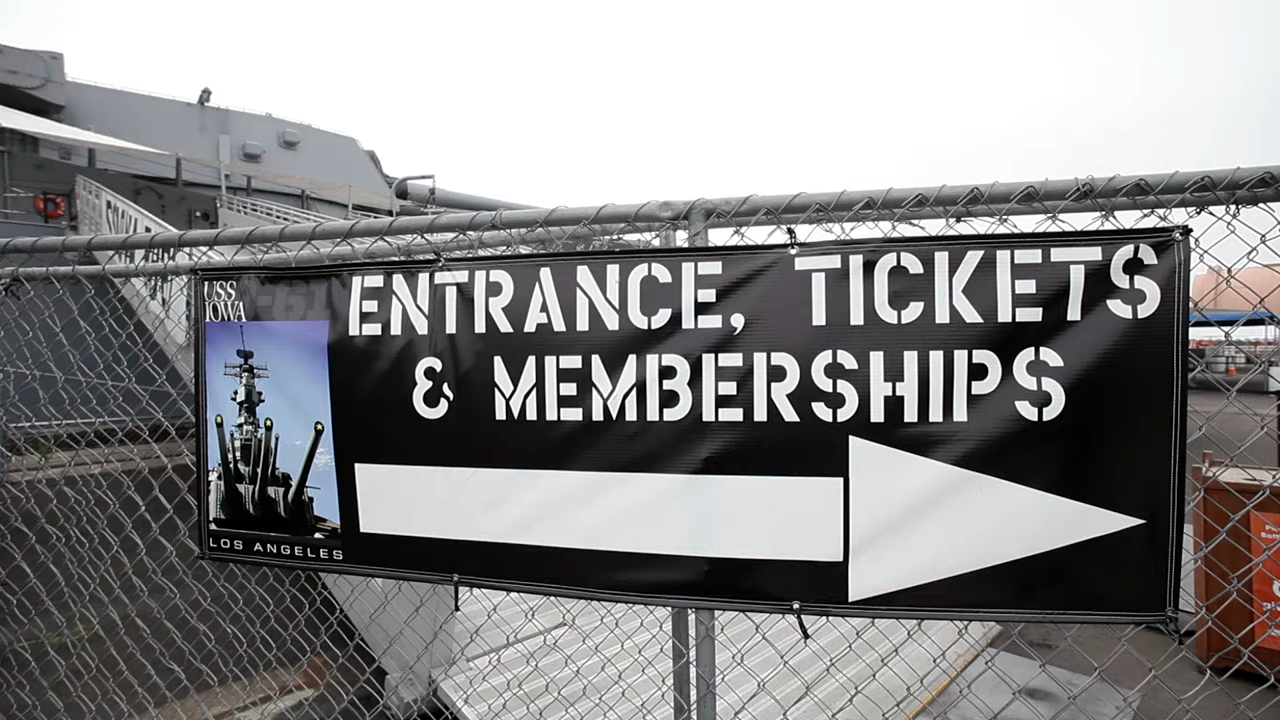 USS
IOWA
ENTRANCE, TICKETS
& MEMBERSHIPS
LOS ANGELES